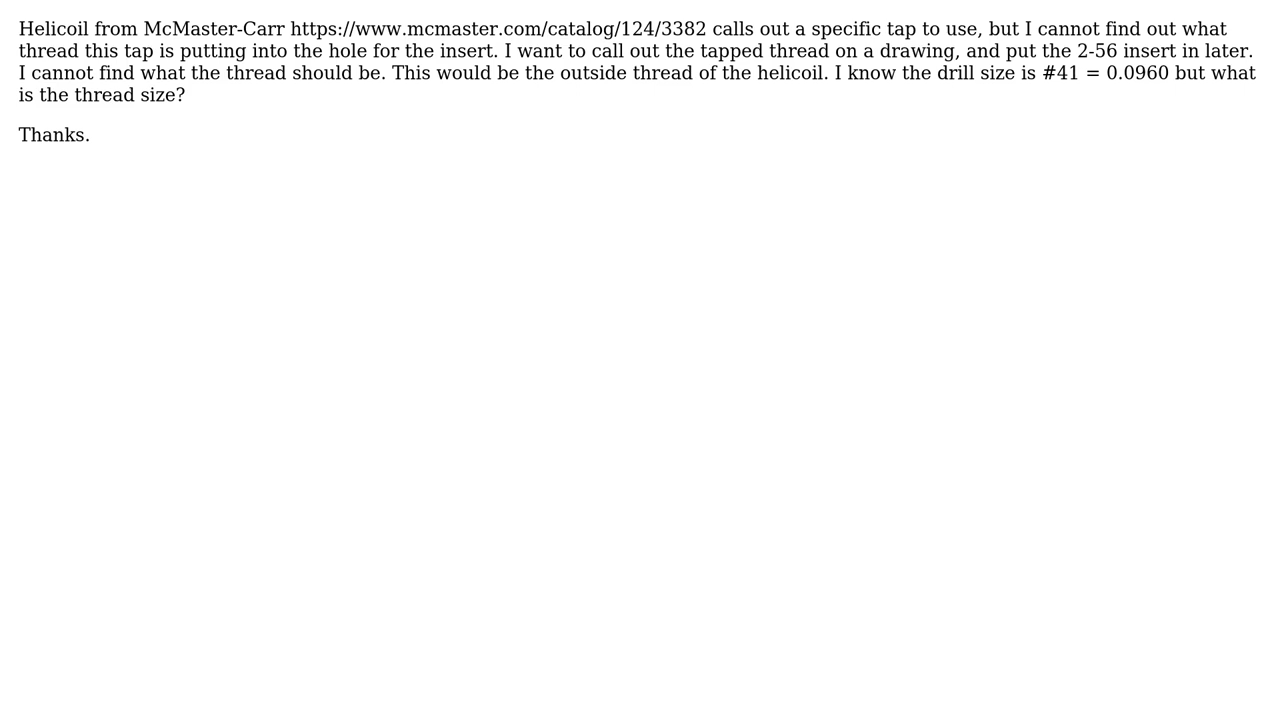 Helicoil from McMaster-Carr https://www.mcmaster.com/catalog/124/3382 calls out a specific tap to use, but I cannot find out what
thread this tap is putting into the hole for the insert. I want to call out the tapped thread on a drawing, and put the 2-56 insert in later.
I cannot find what the thread should be. This would be the outside thread of the helicoil. I know the drill size is #41 = 0.0960 but what
is the thread size?
Thanks.